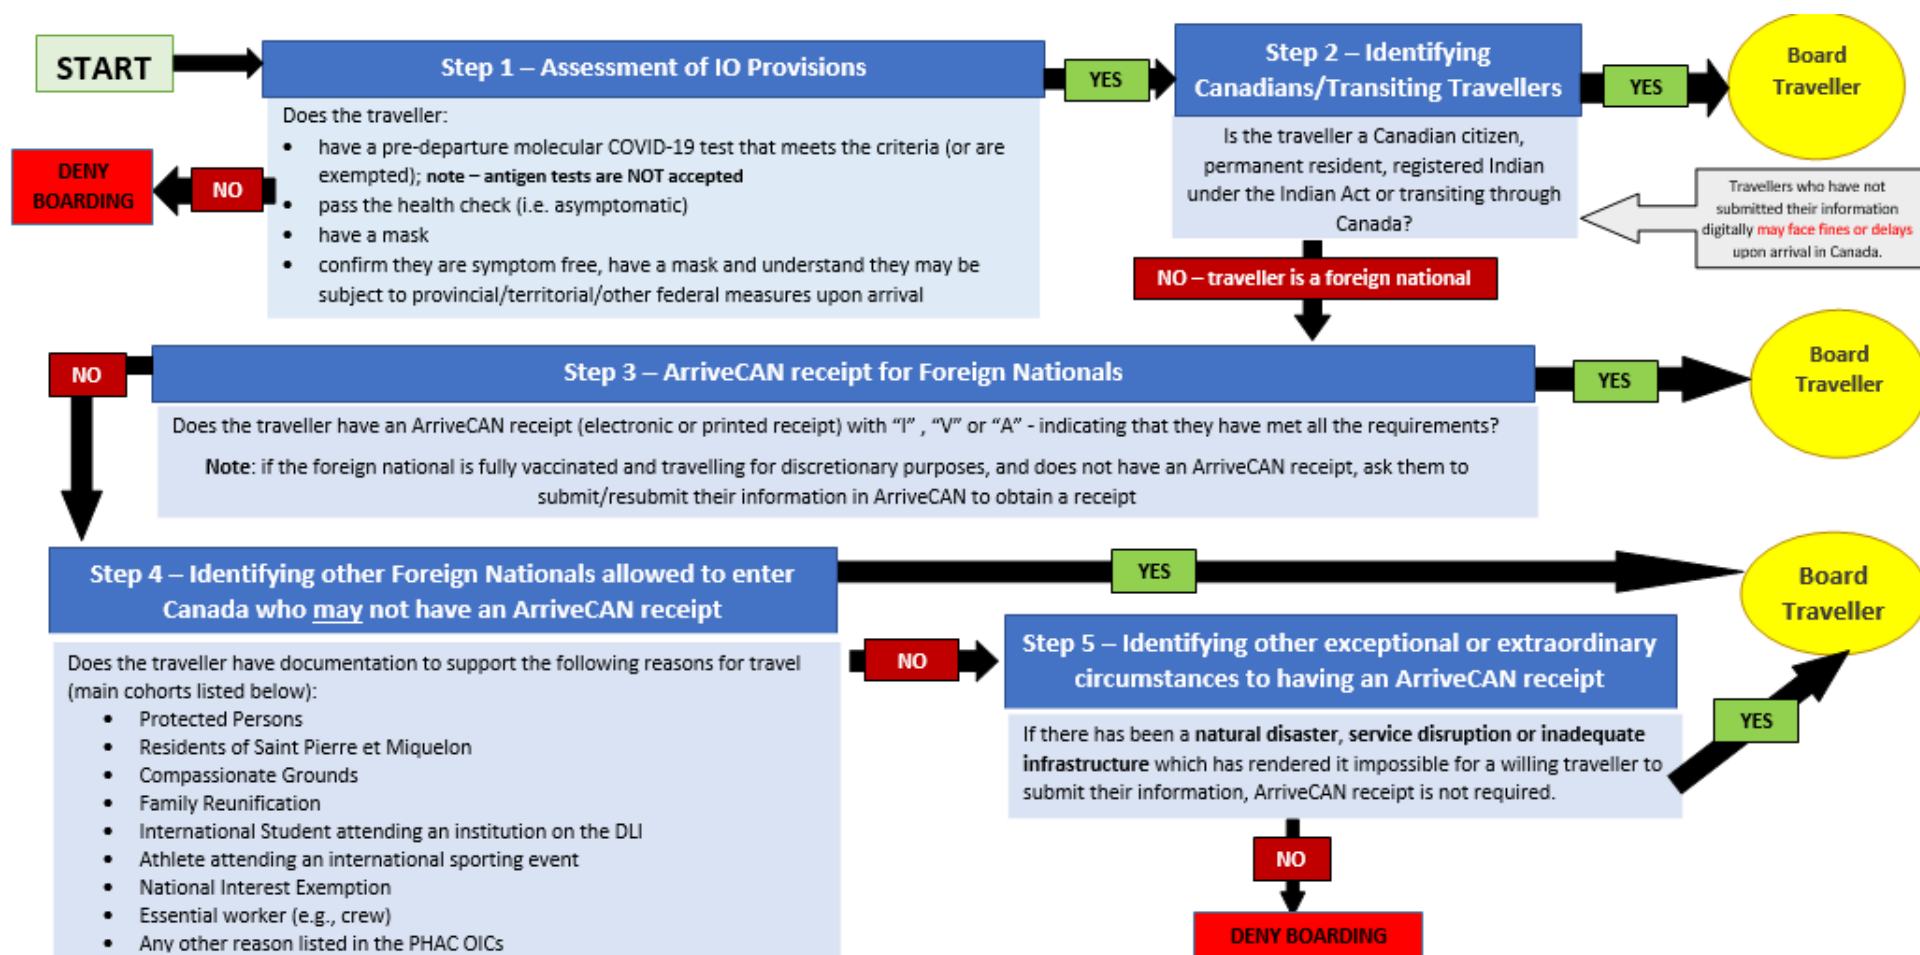 START
Step 1 – Assessment of IO Provisions
Does the traveller:
• have a pre-departure molecular COVID-19 test that meets the criteria (or are
exempted); note – antigen tests are NOT accepted
• pass the health check (i.e. asymptomatic)
• have a mask
• confirm they are symptom free, have a mask and understand they may be
subject to provincial/territorial/other federal measures upon arrival
NO
DENY
BOARDING
YES
Step 2 – Identifying
Canadians/Transiting Travellers
Is the traveller a Canadian citizen,
permanent resident, registered Indian
under the Indian Act or transiting through
Canada?
YES
Board
Traveller
Travellers who have not
submitted their information
digitally may face fines or delays
upon arrival in Canada.
NO – traveller is a foreign national
Step 3 – ArriveCAN receipt for Foreign Nationals
Does the traveller have an ArriveCAN receipt (electronic or printed receipt) with “I” , “V” or “A” - indicating that they have met all the requirements?
Note: if the foreign national is fully vaccinated and travelling for discretionary purposes, and does not have an ArriveCAN receipt, ask them to
submit/resubmit their information in ArriveCAN to obtain a receipt
YES
Board
Traveller
NO
Step 4 – Identifying other Foreign Nationals allowed to enter
Canada who may not have an ArriveCAN receipt
Does the traveller have documentation to support the following reasons for travel
(main cohorts listed below):
• Protected Persons
• Residents of Saint Pierre et Miquelon
• Compassionate Grounds
• Family Reunification
• International Student attending an institution on the DLI
• Athlete attending an international sporting event
• National Interest Exemption
• Essential worker (e.g., crew)
• Any other reason listed in the PHAC OICs
YES
Board
Traveller
NO
Step 5 – Identifying other exceptional or extraordinary
circumstances to having an ArriveCAN receipt
If there has been a natural disaster, service disruption or inadequate
infrastructure which has rendered it impossible for a willing traveller to
submit their information, ArriveCAN receipt is not required.
YES
NO
DENY BOARDING